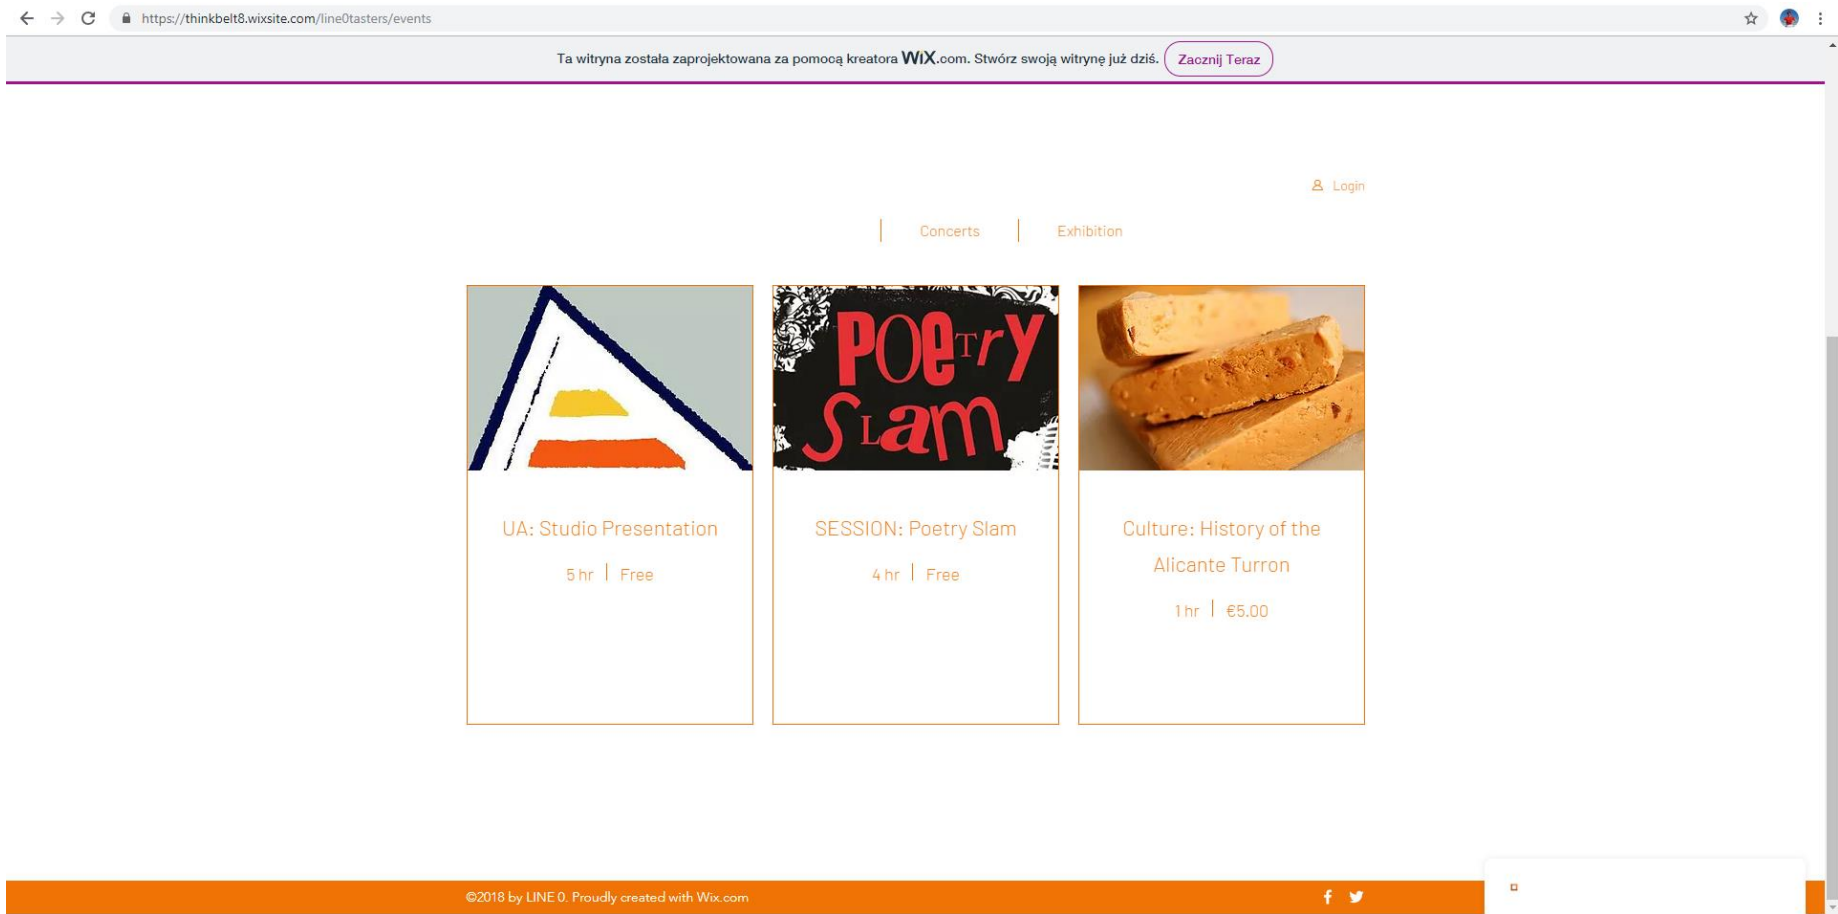 https://thinkbelt8.wixsite.com/line0tasters/events
Ta witryna została zaprojektowana za pomocą kreatora WiX.com. Stwórz swoją witrynę już dziś. Zacznij Teraz
Login
Concerts | Exhibition
POETrY
SLam
UA: Studio Presentation
5 hr | Free
SESSION: Poetry Slam
4 hr | Free
Culture: History of the
Alicante Turron
1 hr | €5.00
©2018 by LINE 0. Proudly created with Wix.com